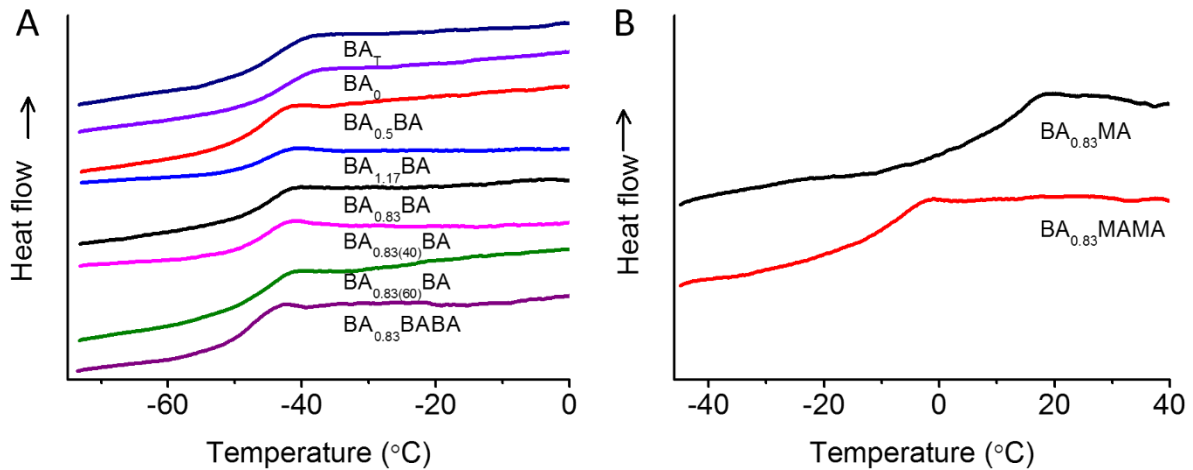 A
Heat flow →
BA_T
BA_0
BA_0.5BA
BA_1.17BA
BA_0.83BA
BA_0.83(40)BA
BA_0.83(60)BA
BA_0.83BABA
-60 -40 -20 0
Temperature (°C)
B
Heat flow →
BA_0.83MA
BA_0.83MAMA
-40 -20 0 20 40
Temperature (°C)